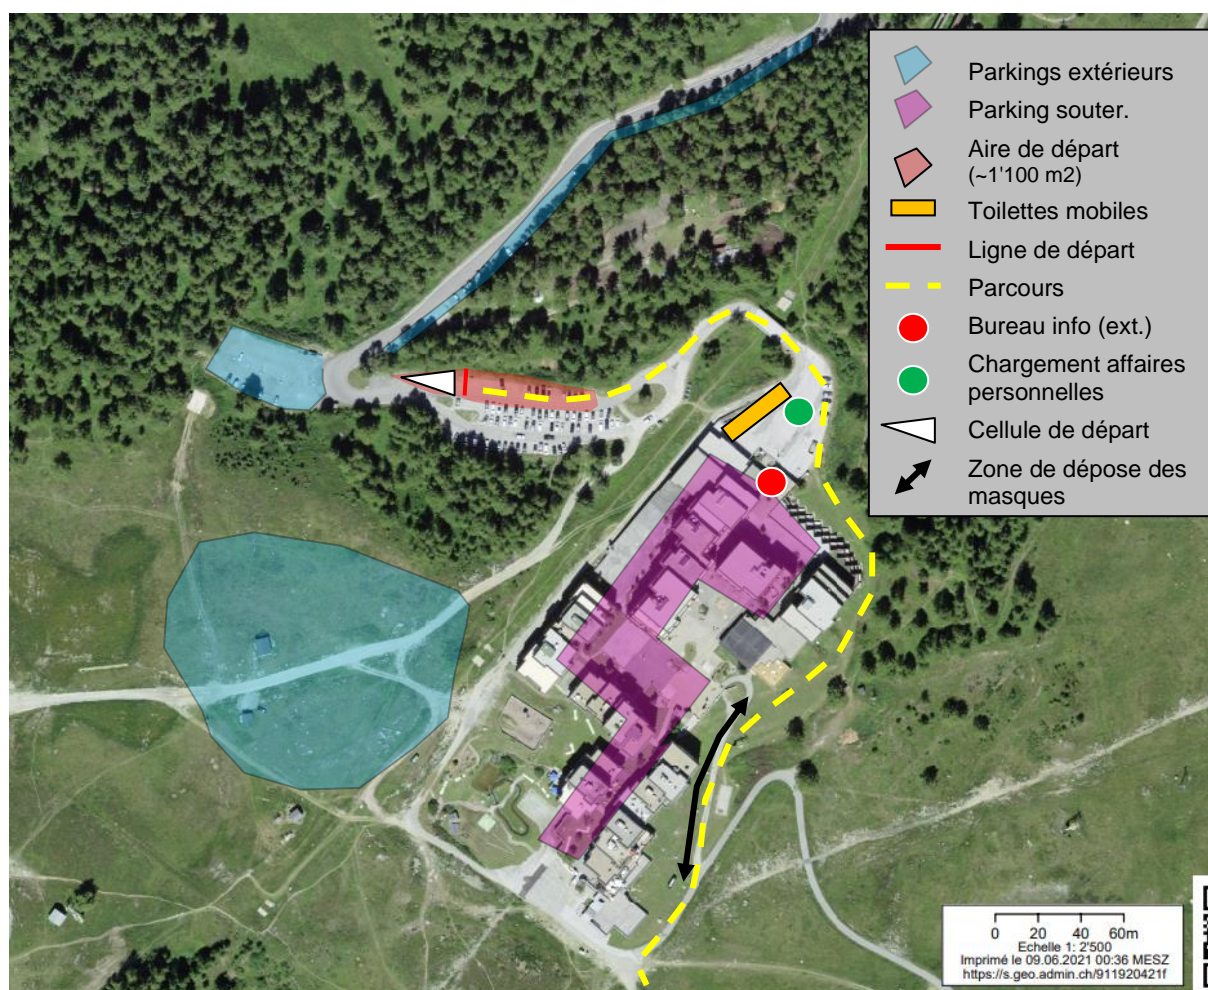 Parkings extérieurs
Parking souter.
Aire de départ
(~1'100 m2)
Toilettes mobiles
Ligne de départ
Parcours
Bureau info (ext.)
Chargement affaires
personnelles
Cellule de départ
Zone de dépose des
masques
0 20 40 60m
Echelle 1: 2'500
Imprimé le 09.06.2021 00:36 MESZ
https://s.geo.admin.ch/911920421f